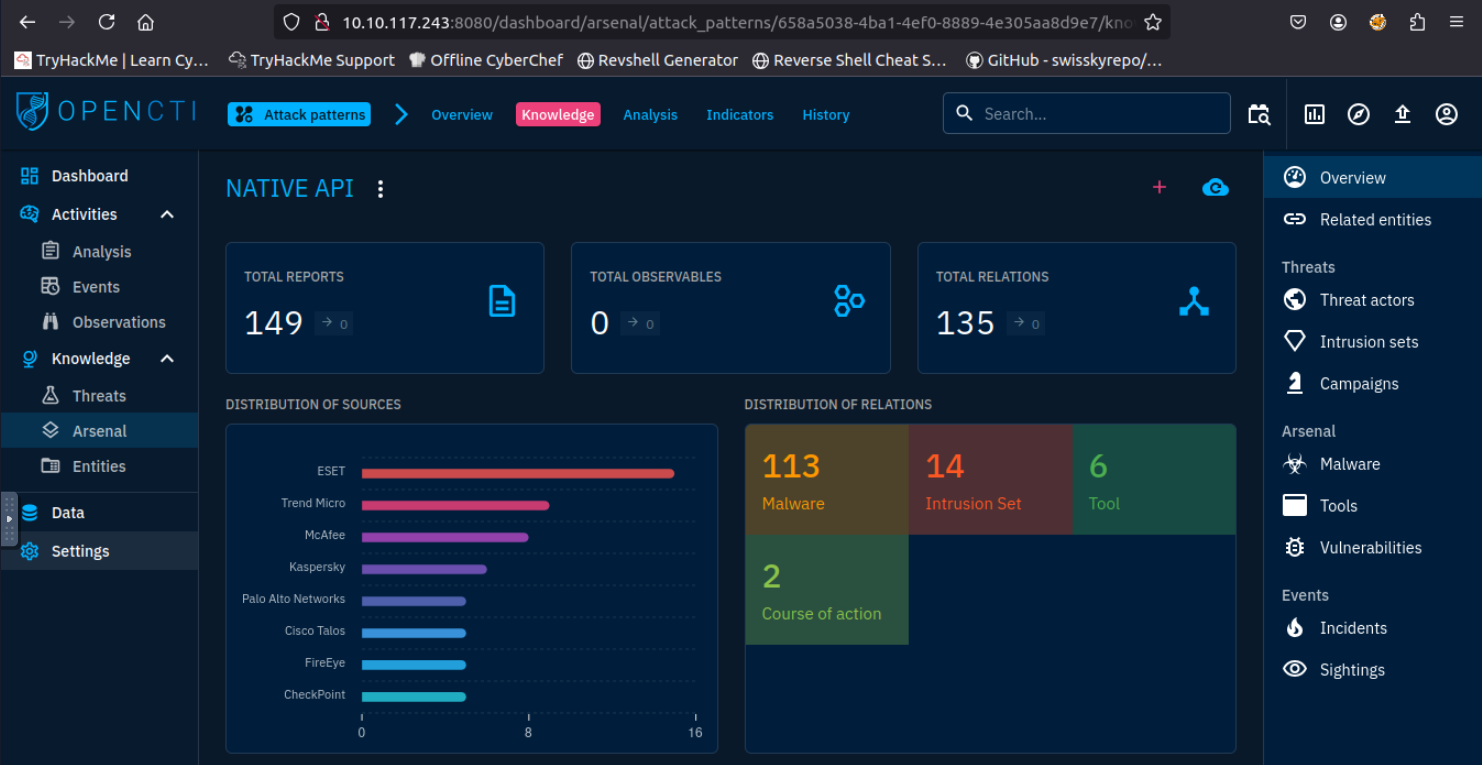 10.10.117.243:8080/dashboard/arsenal/attack_patterns/658a5038-4ba1-4ef0-8889-4e305aa8d9e7/kno
TryHackMe | Learn Cy… TryHackMe Support Offline CyberChef Revshell Generator Reverse Shell Cheat S… GitHub - swisskyrepo/…
OPENCTI Attack patterns Overview Knowledge Analysis Indicators History Search...
Dashboard
Activities
Analysis
Events
Observations
Knowledge
Threats
Arsenal
Entities
Data
Settings
NATIVE API
TOTAL REPORTS
149 → 0
TOTAL OBSERVABLES
0 → 0
TOTAL RELATIONS
135 → 0
DISTRIBUTION OF SOURCES
ESET
Trend Micro
McAfee
Kaspersky
Palo Alto Networks
Cisco Talos
FireEye
CheckPoint
0 8 16
DISTRIBUTION OF RELATIONS
113
Malware
14
Intrusion Set
6
Tool
2
Course of action
Overview
Related entities
Threats
Threat actors
Intrusion sets
Campaigns
Arsenal
Malware
Tools
Vulnerabilities
Events
Incidents
Sightings